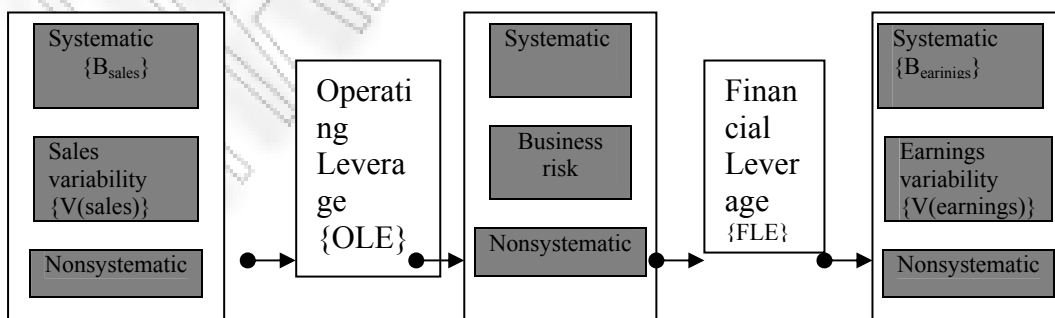 Systematic
{Bsales}
Sales
variability
{V(sales)}
Nonsystematic
Operati
ng
Levera
ge
{OLE}
Systematic
Business
risk
Nonsystematic
Finan
cial
Lever
age
{FLE}
Systematic
{Bearinigs}
Earnings
variability
{V(earnings)}
Nonsystematic